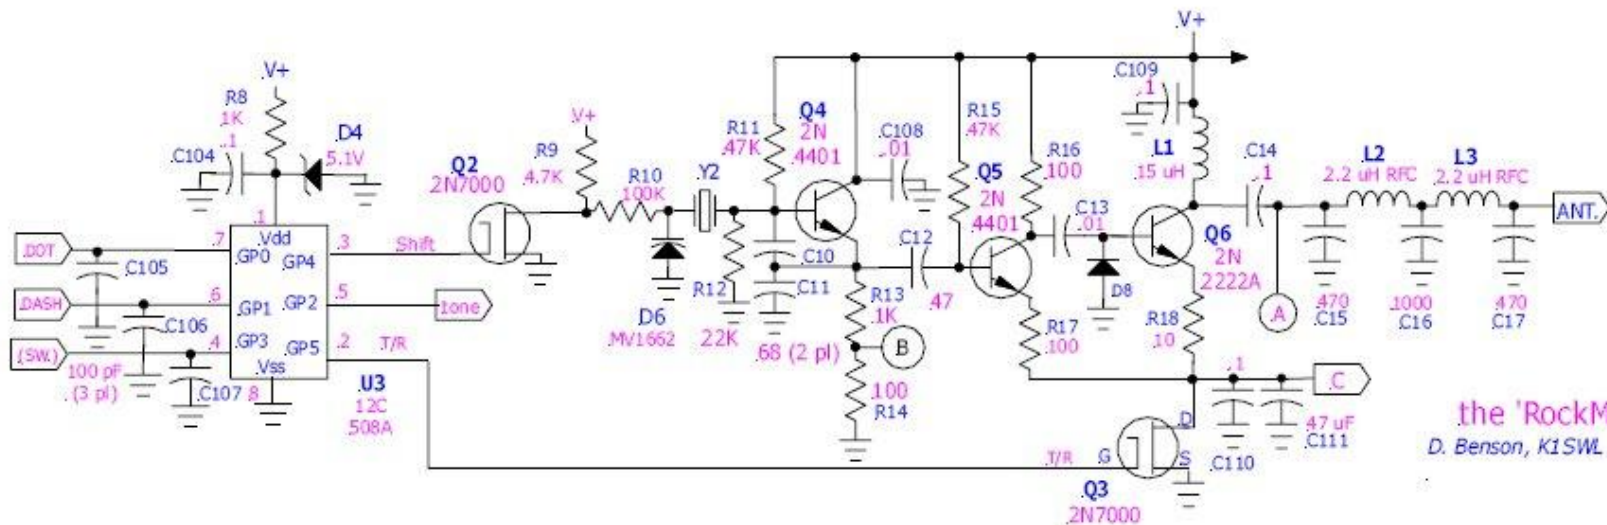 .V+
R8
.1K
.1
C104
D4
.5.1V
.1
.Vdd
.DOT
.7
.GP0
.GP4
.3
Shift
C105
.DASH
.6
.GP1
.GP2
.5
.Tone
C106
(SW.)
.4
.GP3
.GP5
.2
.T/R
.Vss
.8
100 pF
. (3 pl)
C107
.U3
12C
.508A
Q2
2N7000
.V+
R9
4.7K
R10
100K
.D6
.MV1662
.Y2
R12
22K
R11
.47K
Q4
2N
.4401
C108
.01
.C10
.C11
.68 (2 pl)
R13
.1K
.B
.100
R14
C12
.47
R15
.47K
Q5
2N
4401
R16
.100
C13
.01
R17
.100
D8
.V+
C109
.1
L1
.15 uH
Q6
2N
.2222A
R18
.10
C14
.1
.A
L2
2.2 uH RFC
L3
2.2 uH RFC
.ANT.
.470
C15
.1000
C16
.470
C17
.1
.C
.47 uF
.C111
.C110
.T/R
.G
.D
.S
.Q3
.2N7000
the 'RockM
D. Benson, K1SWL